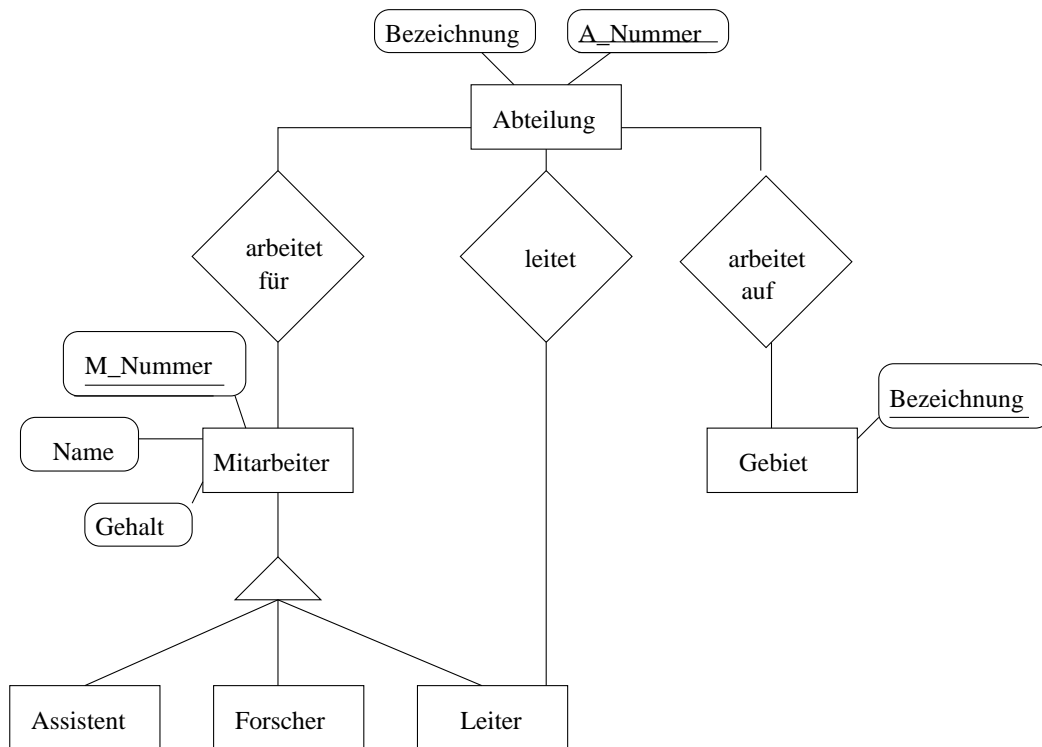 Bezeichnung
A_Nummer
Abteilung
arbeitet
für
leitet
arbeitet
auf
M_Nummer
Name
Mitarbeiter
Gehalt
Bezeichnung
Gebiet
Assistent
Forscher
Leiter